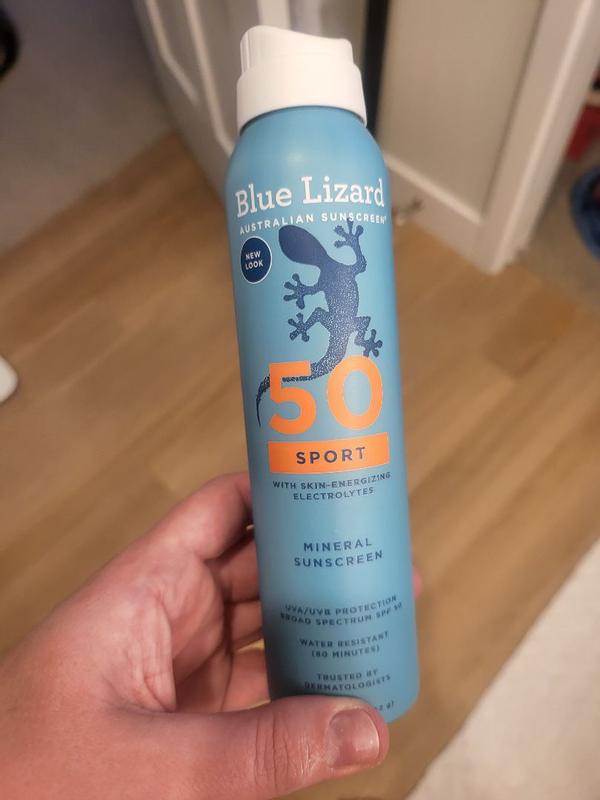 Blue Lizard
AUSTRALIAN SUNSCREEN®
NEW
LOOK
50
SPORT
WITH SKIN-ENERGIZING
ELECTROLYTES
MINERAL
SUNSCREEN
UVA/UVB PROTECTION
BROAD SPECTRUM SPF 50
WATER RESISTANT
(80 MINUTES)
TRUSTED BY
DERMATOLOGISTS